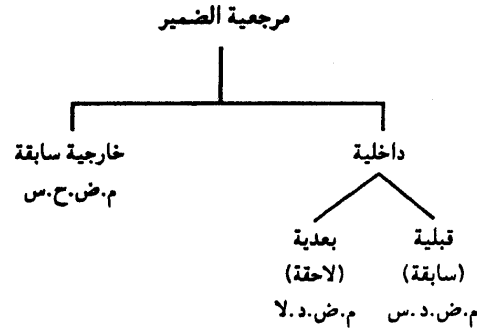 مرجعية الضمير
داخلية
خارجية سابقة
م.ض.ح.س
قبلية
(سابقة)
م.ض.د.س
بعدية
(لاحقة)
م.ض.د.لا